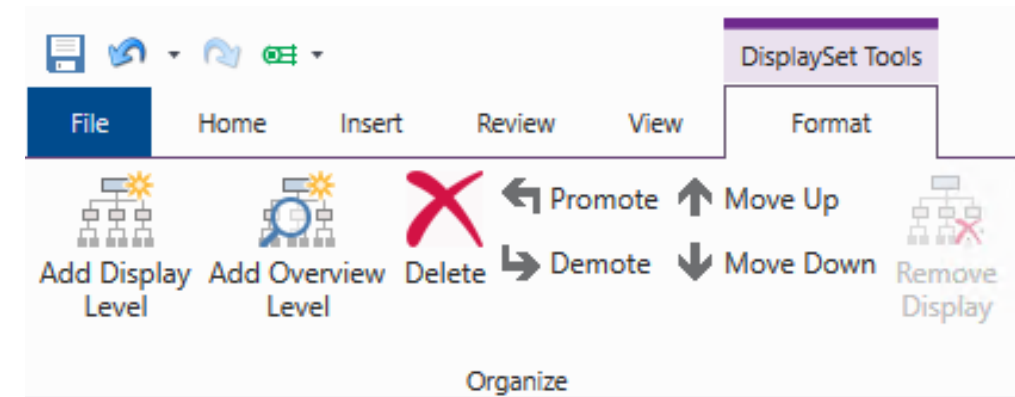 DisplaySet Tools
File Home Insert Review View Format
Add Display
Level
Add Overview
Level
Delete
Promote
Demote
Move Up
Move Down
Remove
Display
Organize